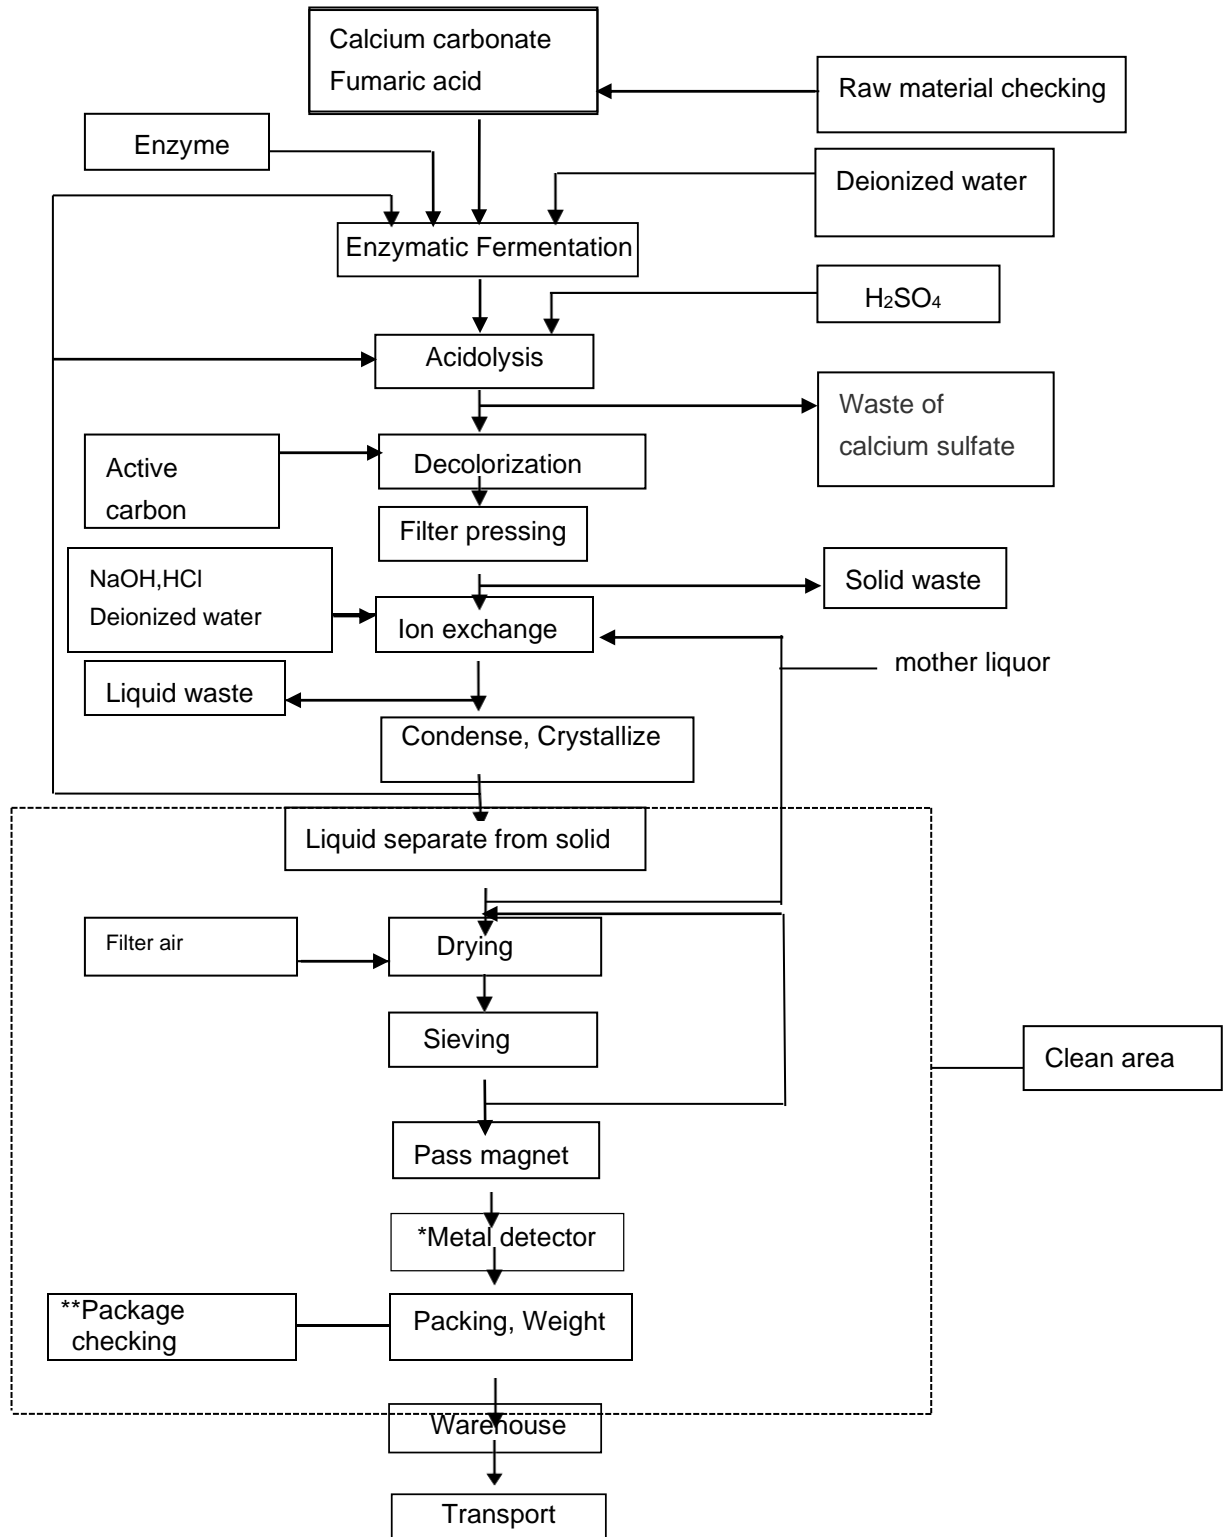 Calcium carbonate
Fumaric acid
Raw material checking
Enzyme
Deionized water
Enzymatic Fermentation
H₂SO₄
Acidolysis
Waste of
calcium sulfate
Active
carbon
Decolorization
Filter pressing
NaOH,HCl
Deionized water
Solid waste
Ion exchange
mother liquor
Liquid waste
Condense, Crystallize
Liquid separate from solid
Filter air
Drying
Sieving
Clean area
Pass magnet
*Metal detector
**Package
checking
Packing, Weight
Warehouse
Transport